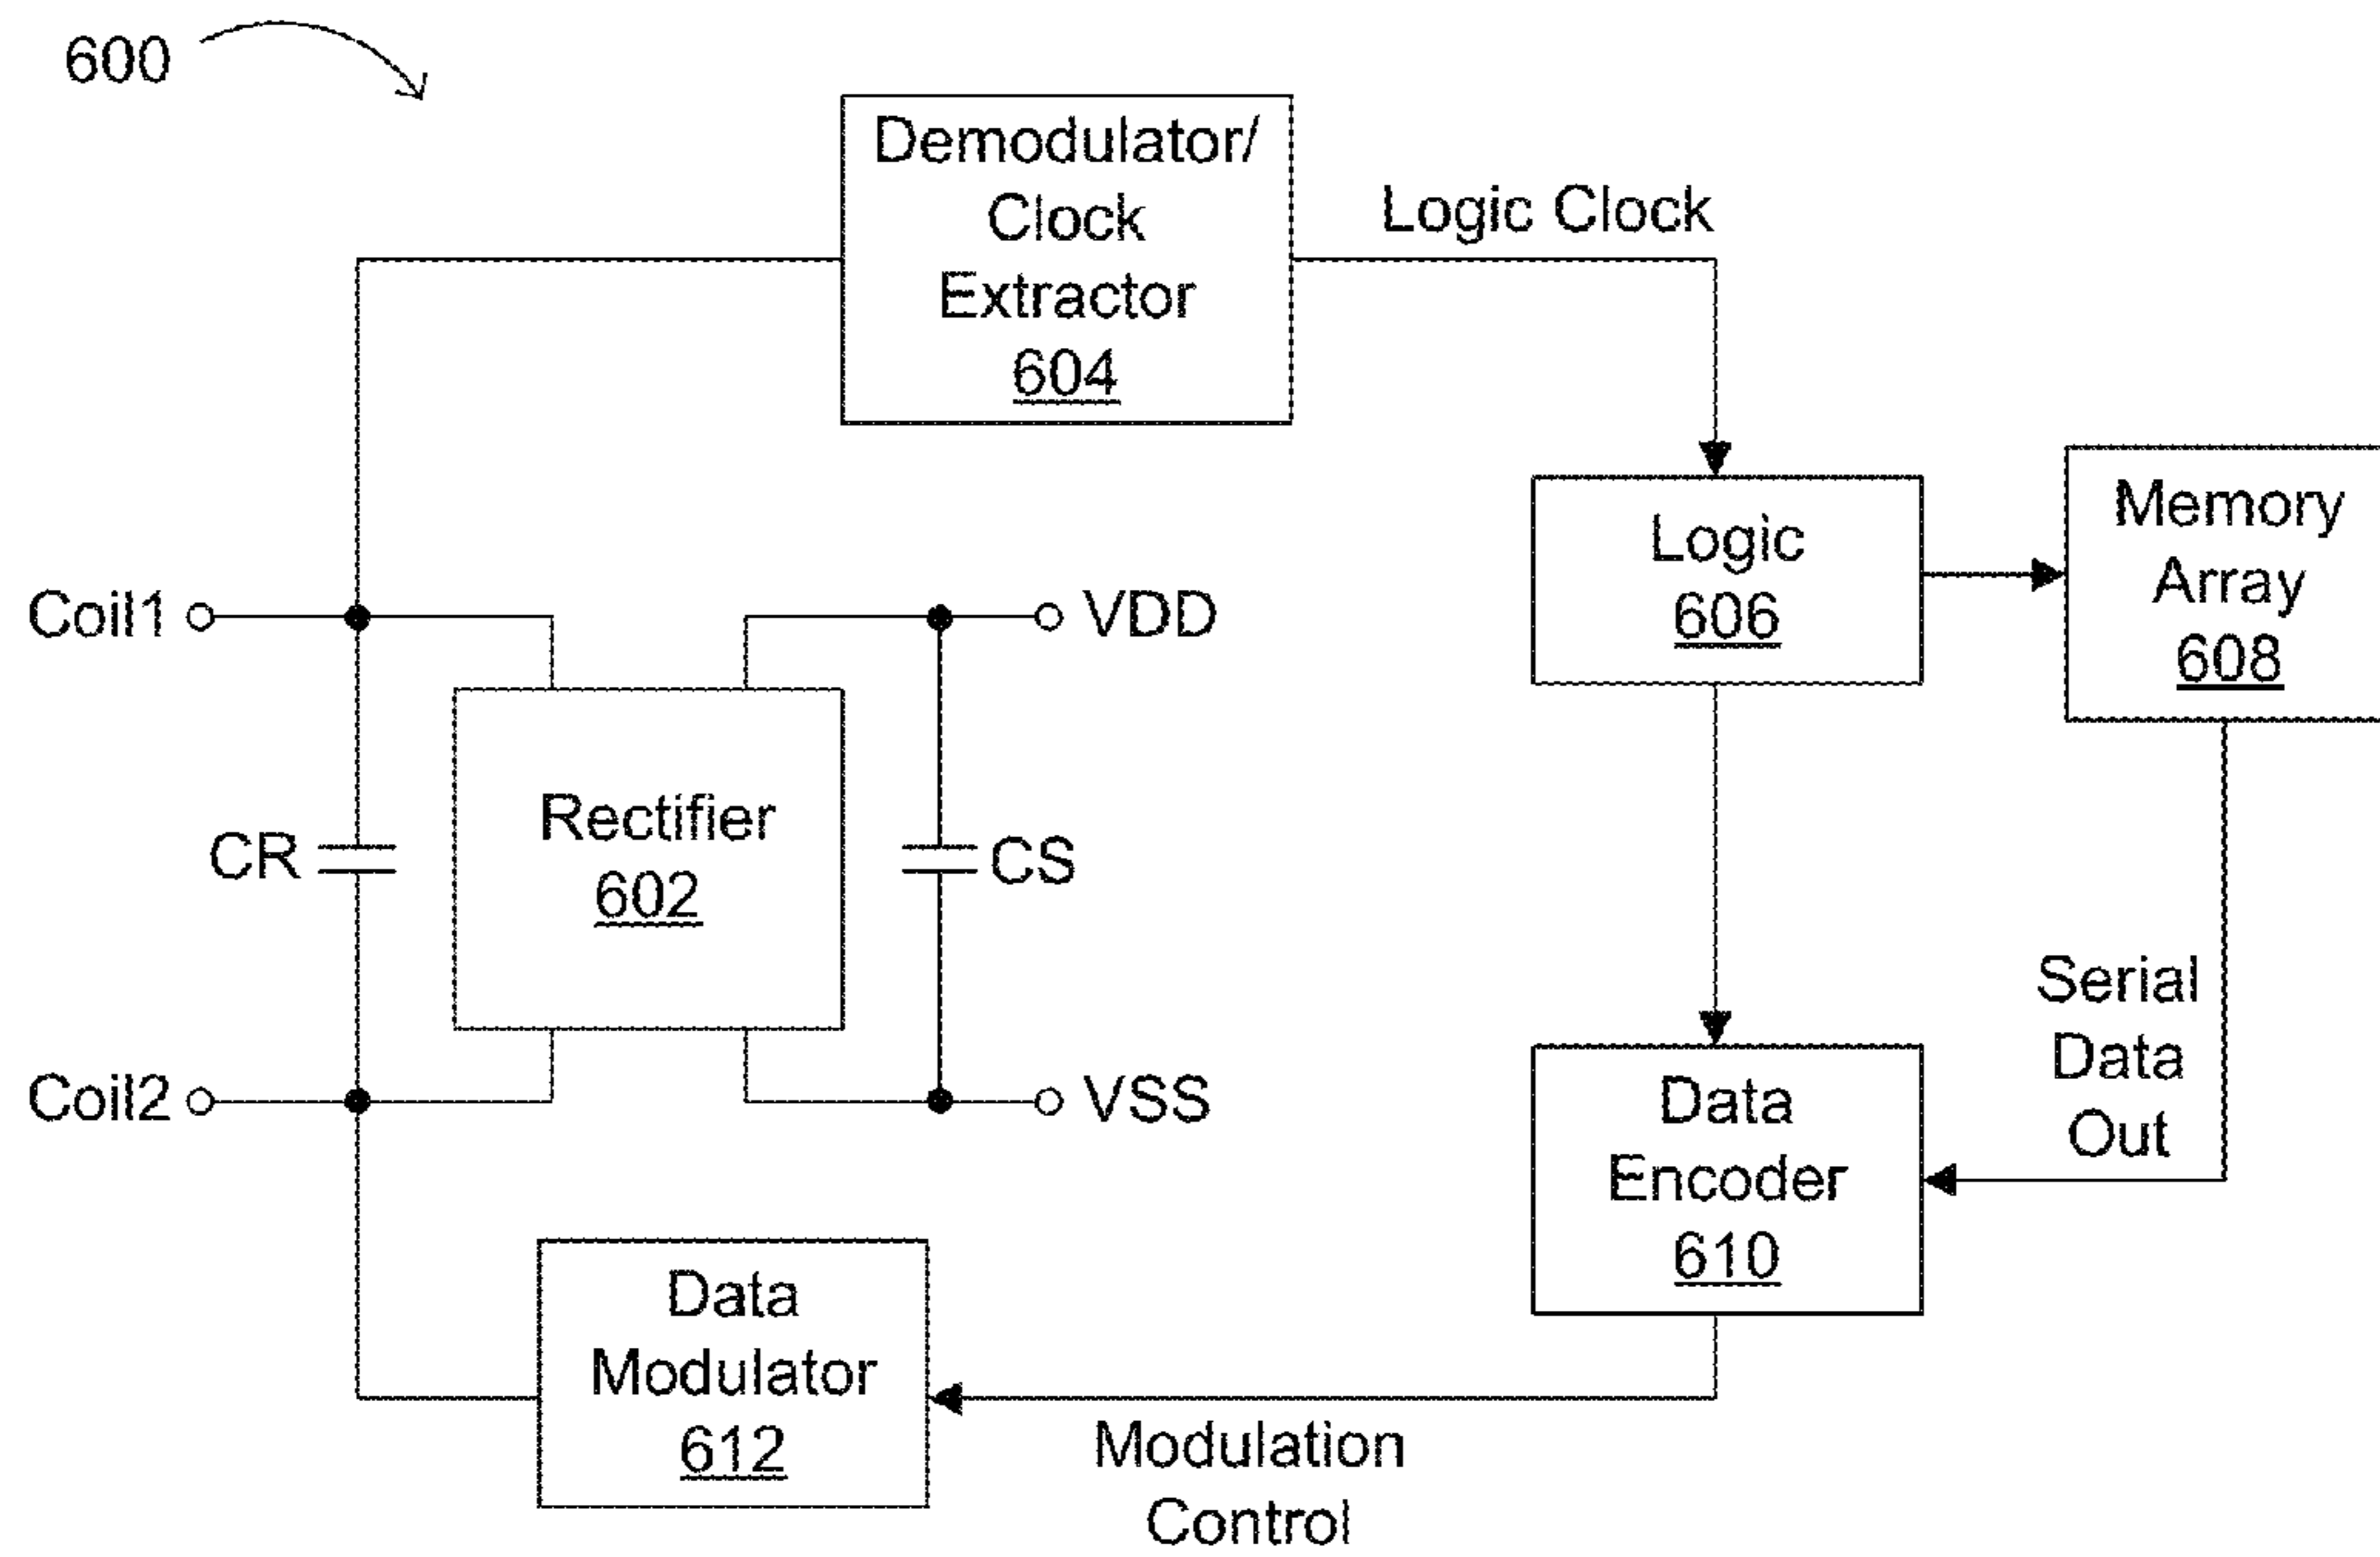 600
Demodulator/
Clock
Extractor
604
Logic Clock
Logic
606
Memory
Array
608
Coil1
VDD
Rectifier
602
CR
CS
Coil2
VSS
Serial
Data
Out
Data
Encoder
610
Data
Modulator
612
Modulation
Control